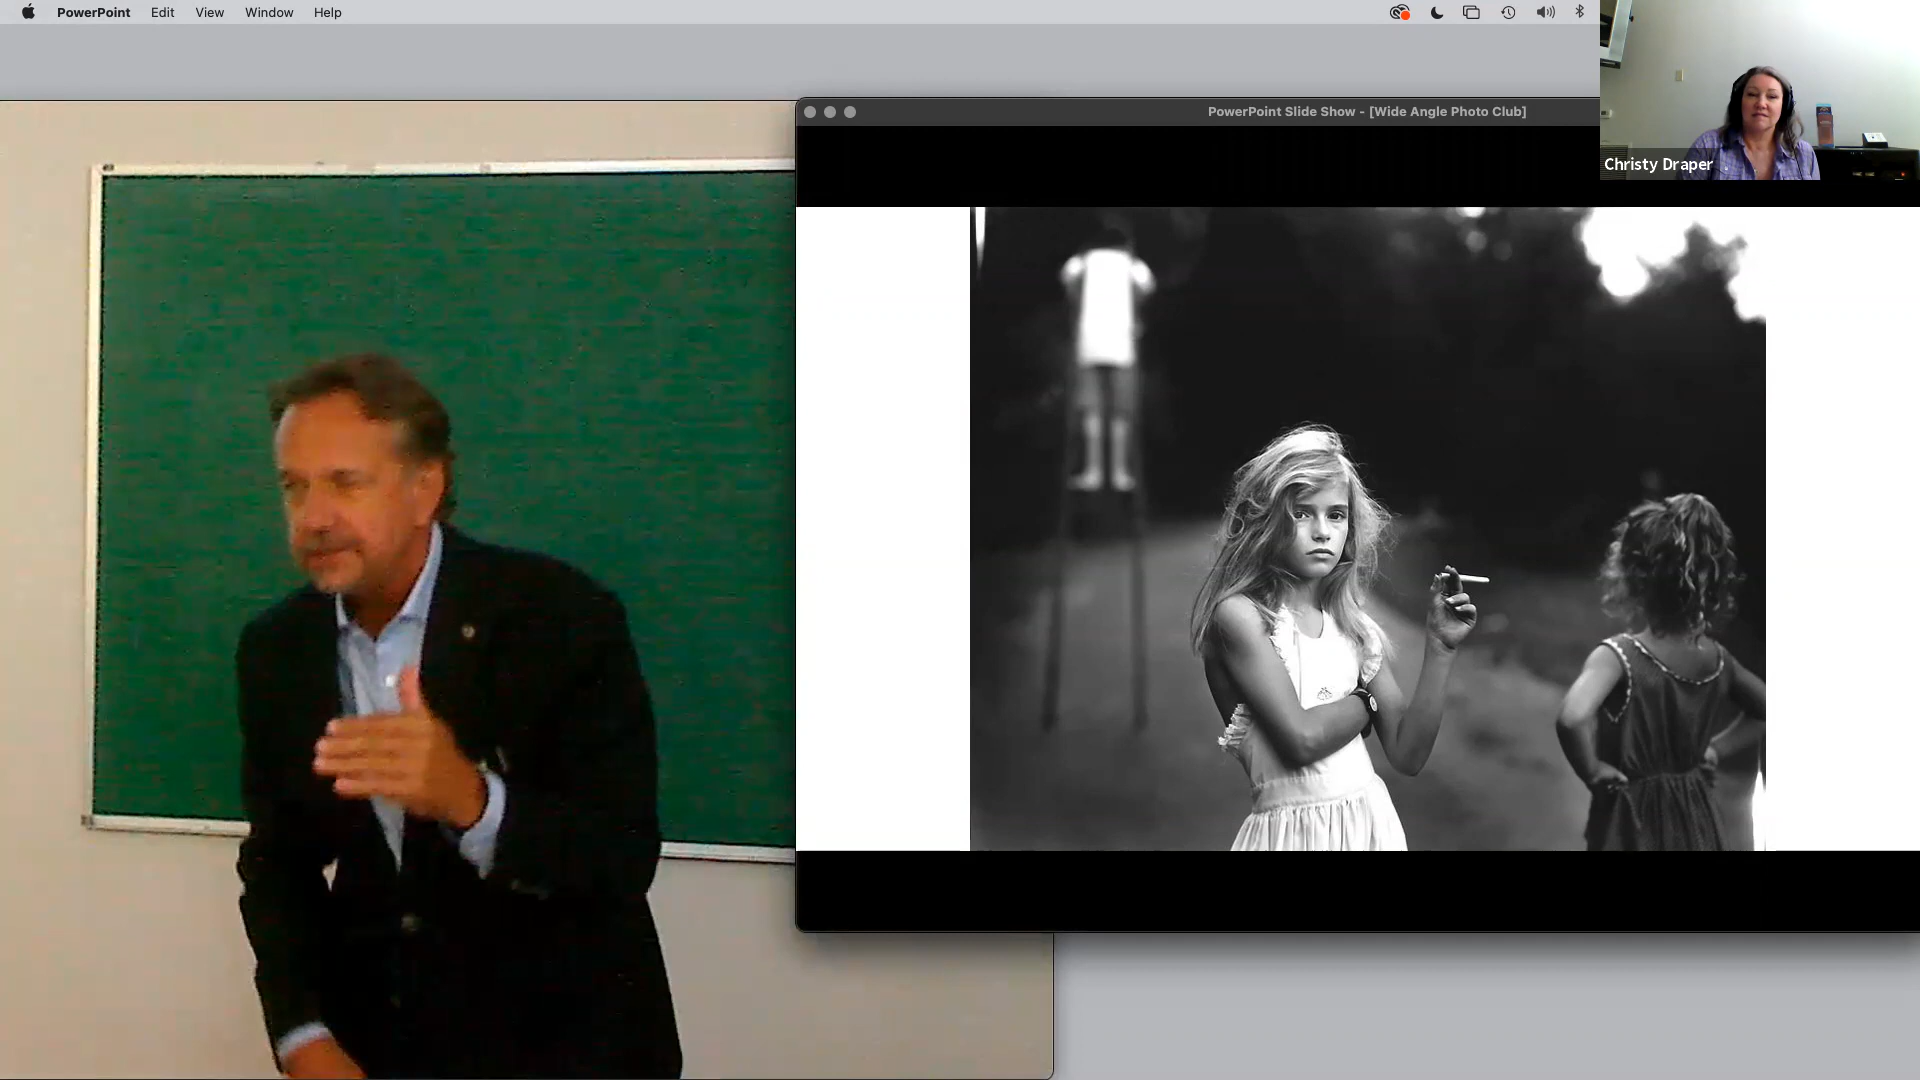 PowerPoint Edit View Window Help
PowerPoint Slide Show - [Wide Angle Photo Club]
Christy Draper